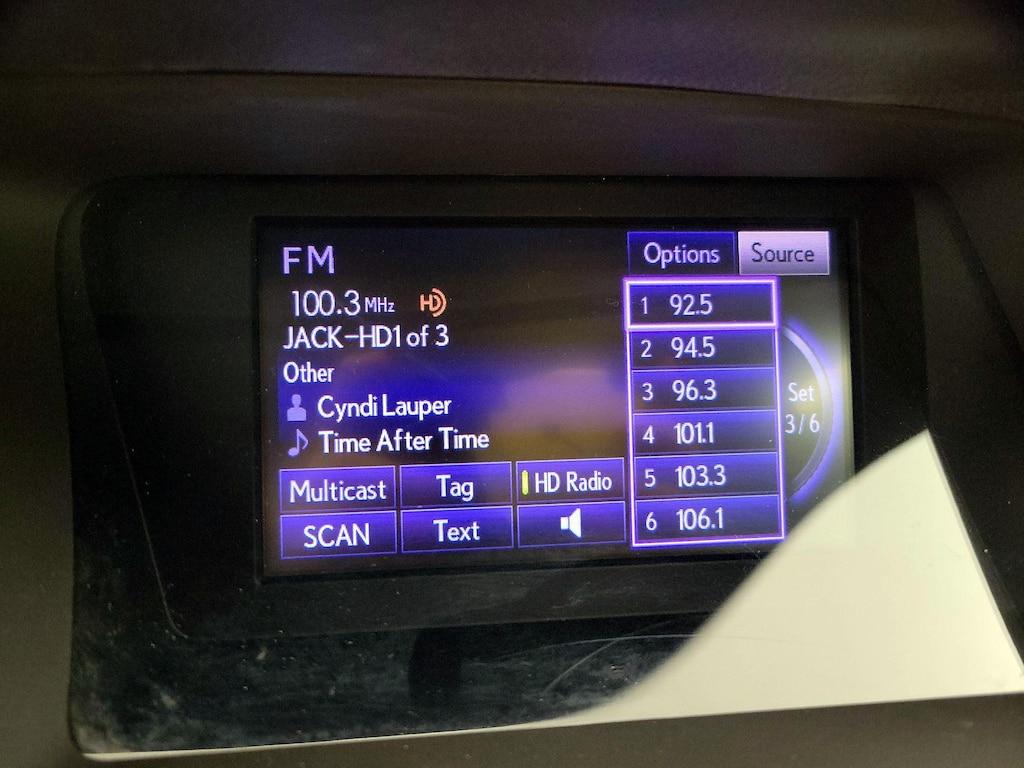 FM
100.3 MHz HD
JACK-HD1 of 3
Other
Cyndi Lauper
Time After Time
Multicast Tag HD Radio
SCAN Text
Options Source
1 92.5
2 94.5
3 96.3
4 101.1
5 103.3
6 106.1
Set
3/6